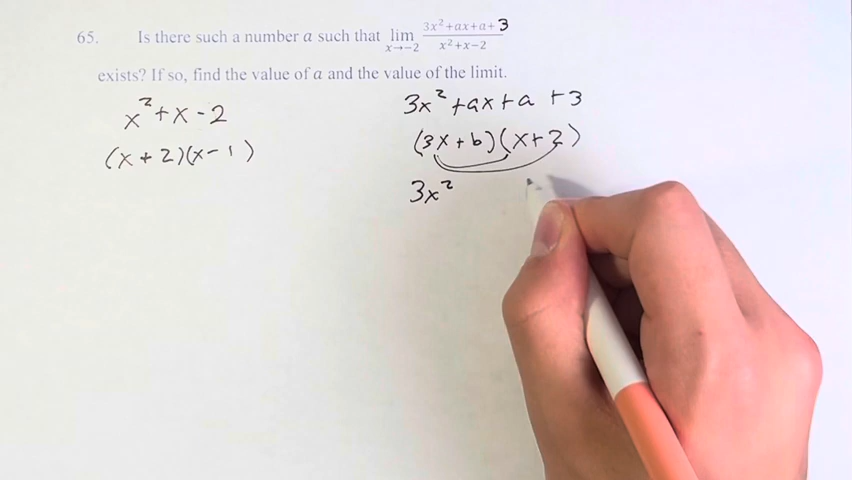 65. Is there such a number a such that lim x→−2 3x²+ax+a+3 / x²+x−2
exists? If so, find the value of a and the value of the limit.
x² + x - 2
(x + 2)(x - 1)
3x² + ax + a + 3
(3x + b)(x + 2)
3x²